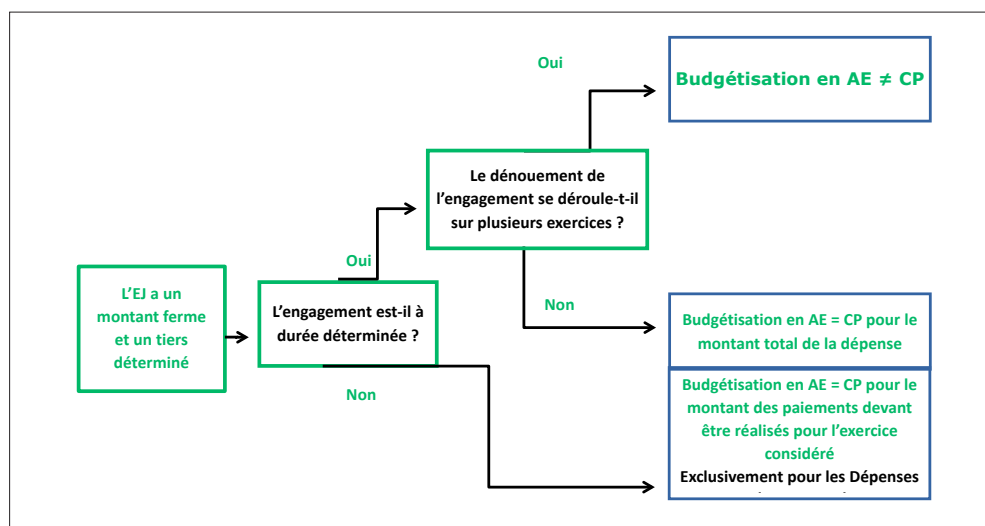 L’EJ a un
montant ferme
et un tiers
déterminé
L’engagement est-il à
durée déterminée ?
Oui
Non
Le dénouement de
l’engagement se déroule-t-il
sur plusieurs exercices ?
Oui
Non
Budgétisation en AE ≠ CP
Budgétisation en AE = CP pour le
montant total de la dépense
Budgétisation en AE = CP pour le
montant des paiements devant
être réalisés pour l’exercice
considéré
Exclusivement pour les Dépenses